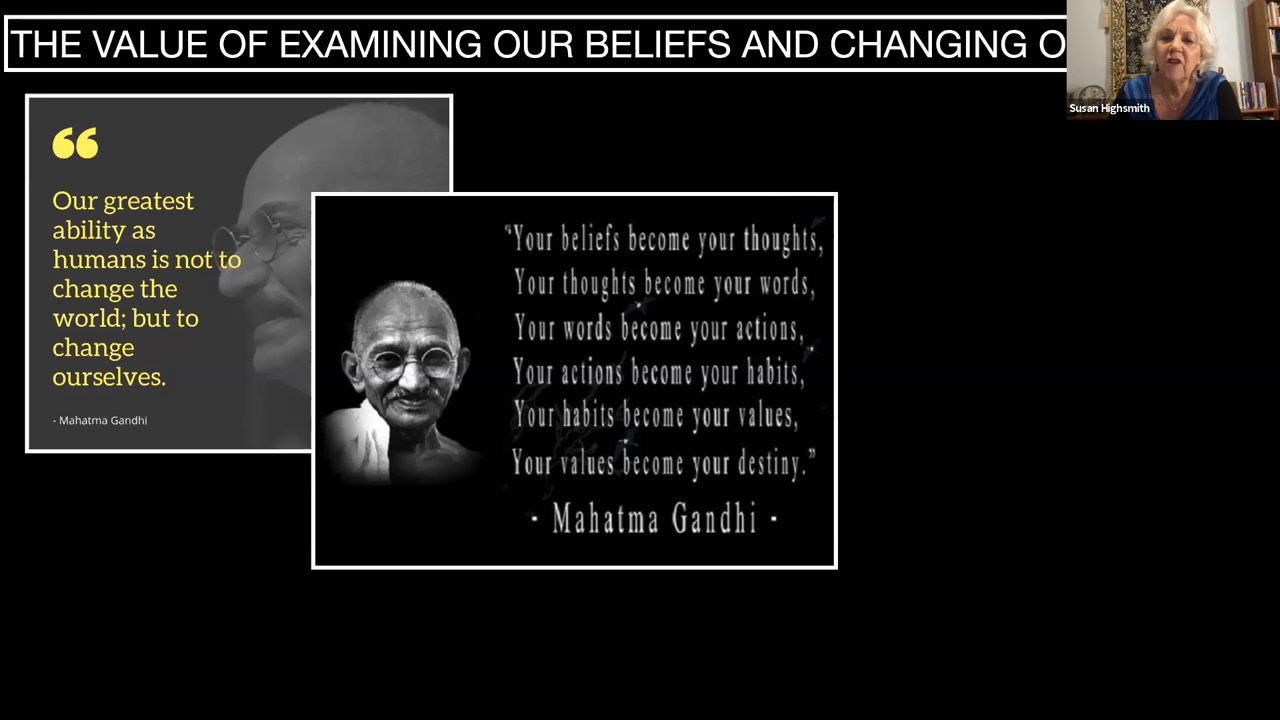 THE VALUE OF EXAMINING OUR BELIEFS AND CHANGING O
Susan Highsmith
“
Our greatest
ability as
humans is not to
change the
world; but to
change
ourselves.
- Mahatma Gandhi
“Your beliefs become your thoughts,
Your thoughts become your words,
Your words become your actions,
Your actions become your habits,
Your habits become your values,
Your values become your destiny.”
- Mahatma Gandhi -